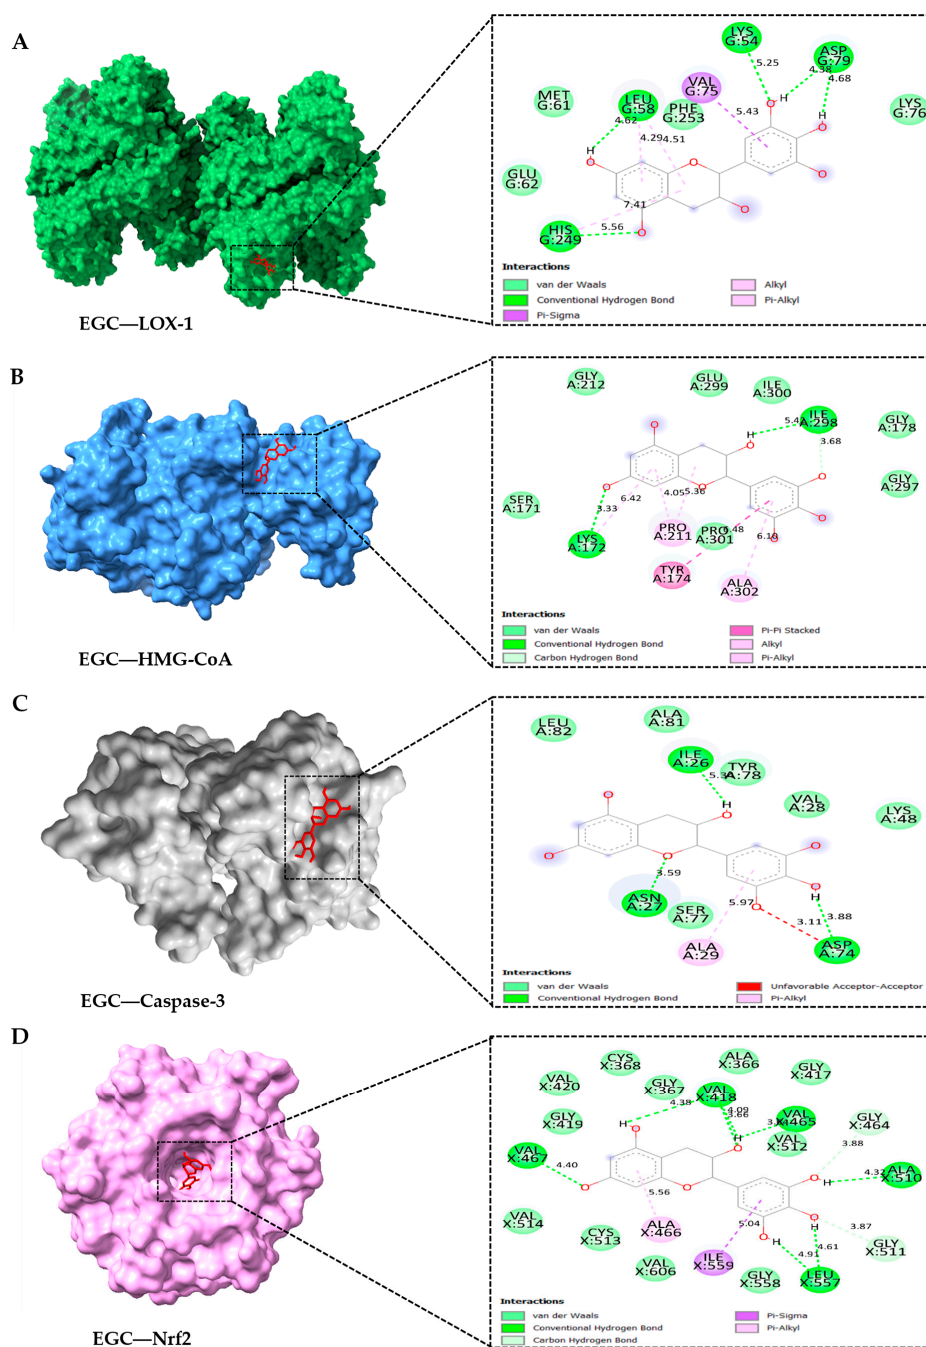 A
LYS
G:54
ASP
G:79
5.25
4.38
4.68
VAL
G:75
MET
G:61
LEU
G:58
PHE
G:253
5.43
LYS
G:76
4.62
4.29
4.51
H
H
H
O
O
O
O
O
O
O
GLU
G:62
7.41
HIS
G:249
5.56
Interactions
van der Waals
Conventional Hydrogen Bond
Pi-Sigma
Alkyl
Pi-Alkyl
EGC—LOX-1
B
GLY
A:212
GLU
A:299
ILE
A:300
ILE
A:298
GLY
A:178
3.68
H
O
O
O
O
O
O
O
GLY
A:297
SER
A:171
6.42
4.05
5.36
3.33
LYS
A:172
PRO
A:211
PRO
A:301
6.48
6.18
TYR
A:174
ALA
A:302
Interactions
van der Waals
Conventional Hydrogen Bond
Carbon Hydrogen Bond
Pi-Pi Stacked
Alkyl
Pi-Alkyl
EGC—HMG-CoA
C
LEU
A:82
ALA
A:81
ILE
A:26
TYR
A:78
VAL
A:28
LYS
A:48
H
O
O
O
O
O
O
O
H
3.59
ASN
A:27
SER
A:77
5.97
3.11
3.88
ALA
A:29
ASP
A:74
Interactions
van der Waals
Conventional Hydrogen Bond
Unfavorable Acceptor-Acceptor
Pi-Alkyl
EGC—Caspase-3
D
CYS
X:368
ALA
X:366
GLY
X:417
VAL
X:420
GLY
X:367
VAL
X:418
4.38
4.09
3.66
VAL
X:465
GLY
X:464
GLY
X:419
VAL
X:512
3.88
VAL
X:467
4.40
H
O
H
O
O
O
O
H
O
H
O
H
4.32
ALA
X:510
5.56
5.04
3.87
VAL
X:514
CYS
X:513
ALA
X:466
ILE
X:559
4.91
4.61
GLY
X:511
VAL
X:606
GLY
X:558
LEU
X:557
Interactions
van der Waals
Conventional Hydrogen Bond
Carbon Hydrogen Bond
Pi-Sigma
Pi-Alkyl
EGC—Nrf2